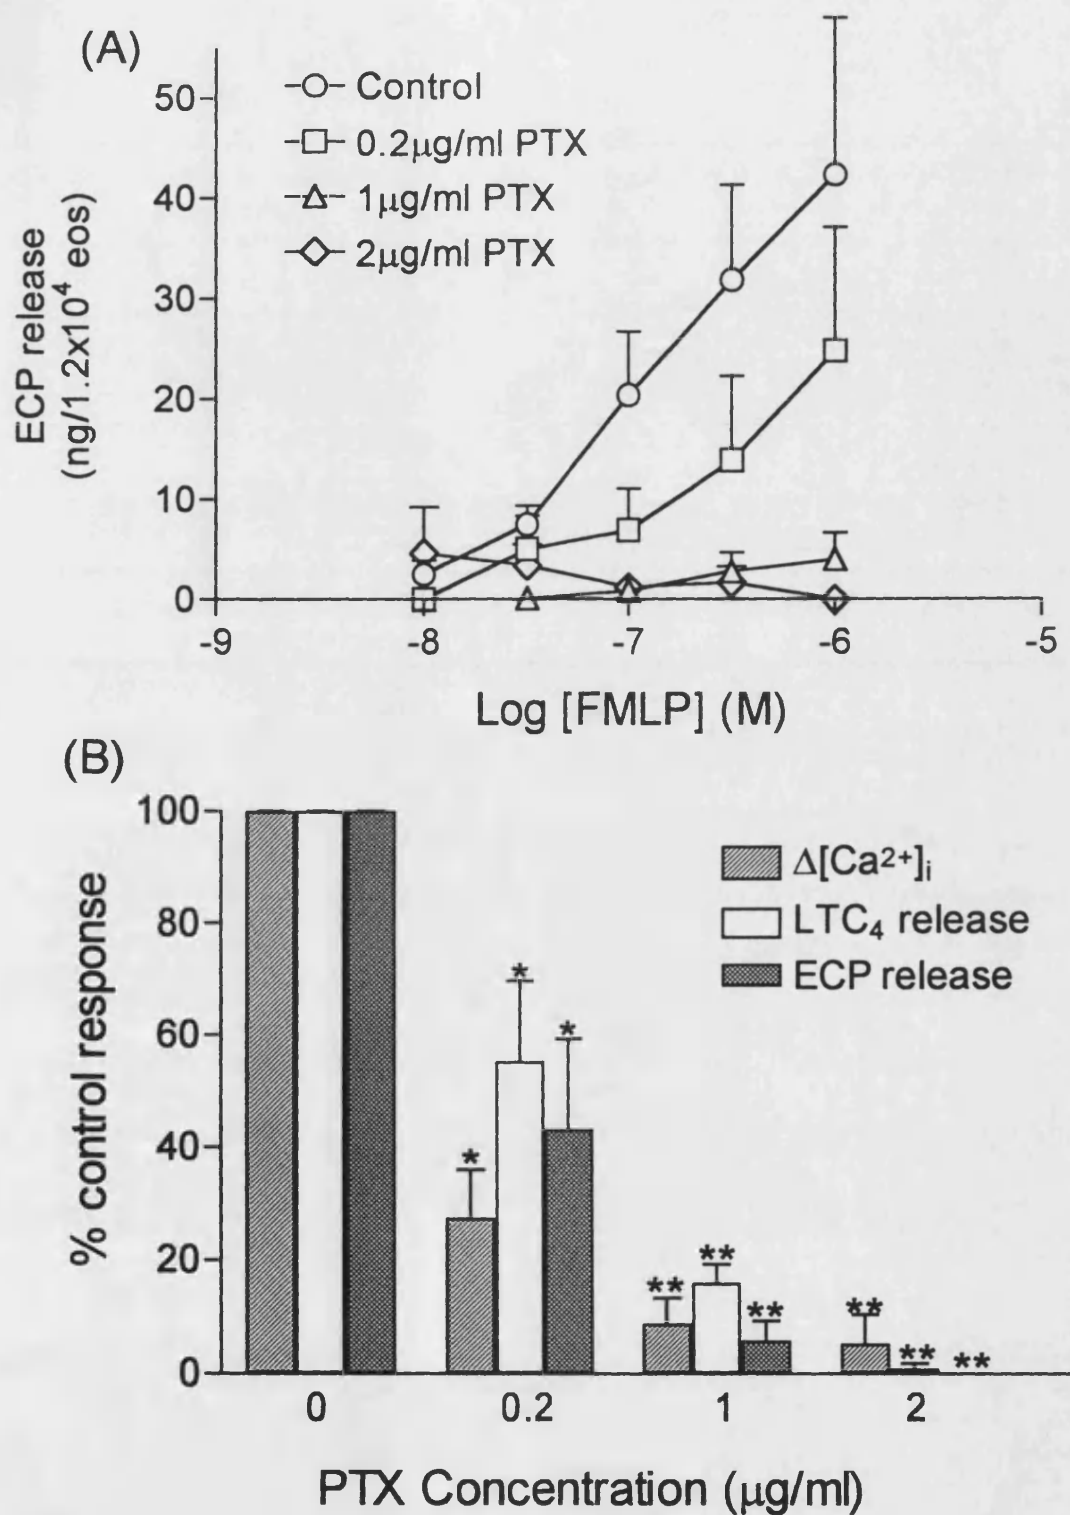 (A)
Control
0.2µg/ml PTX
1µg/ml PTX
2µg/ml PTX
ECP release
(ng/1.2x10⁴ eos)
50
40
30
20
10
0
-9 -8 -7 -6 -5
Log [FMLP] (M)
(B)
Δ[Ca²⁺]ᵢ
LTC₄ release
ECP release
% control response
100
80
60
40
20
0
* * *
** ** **
** ** **
0 0.2 1 2
PTX Concentration (µg/ml)